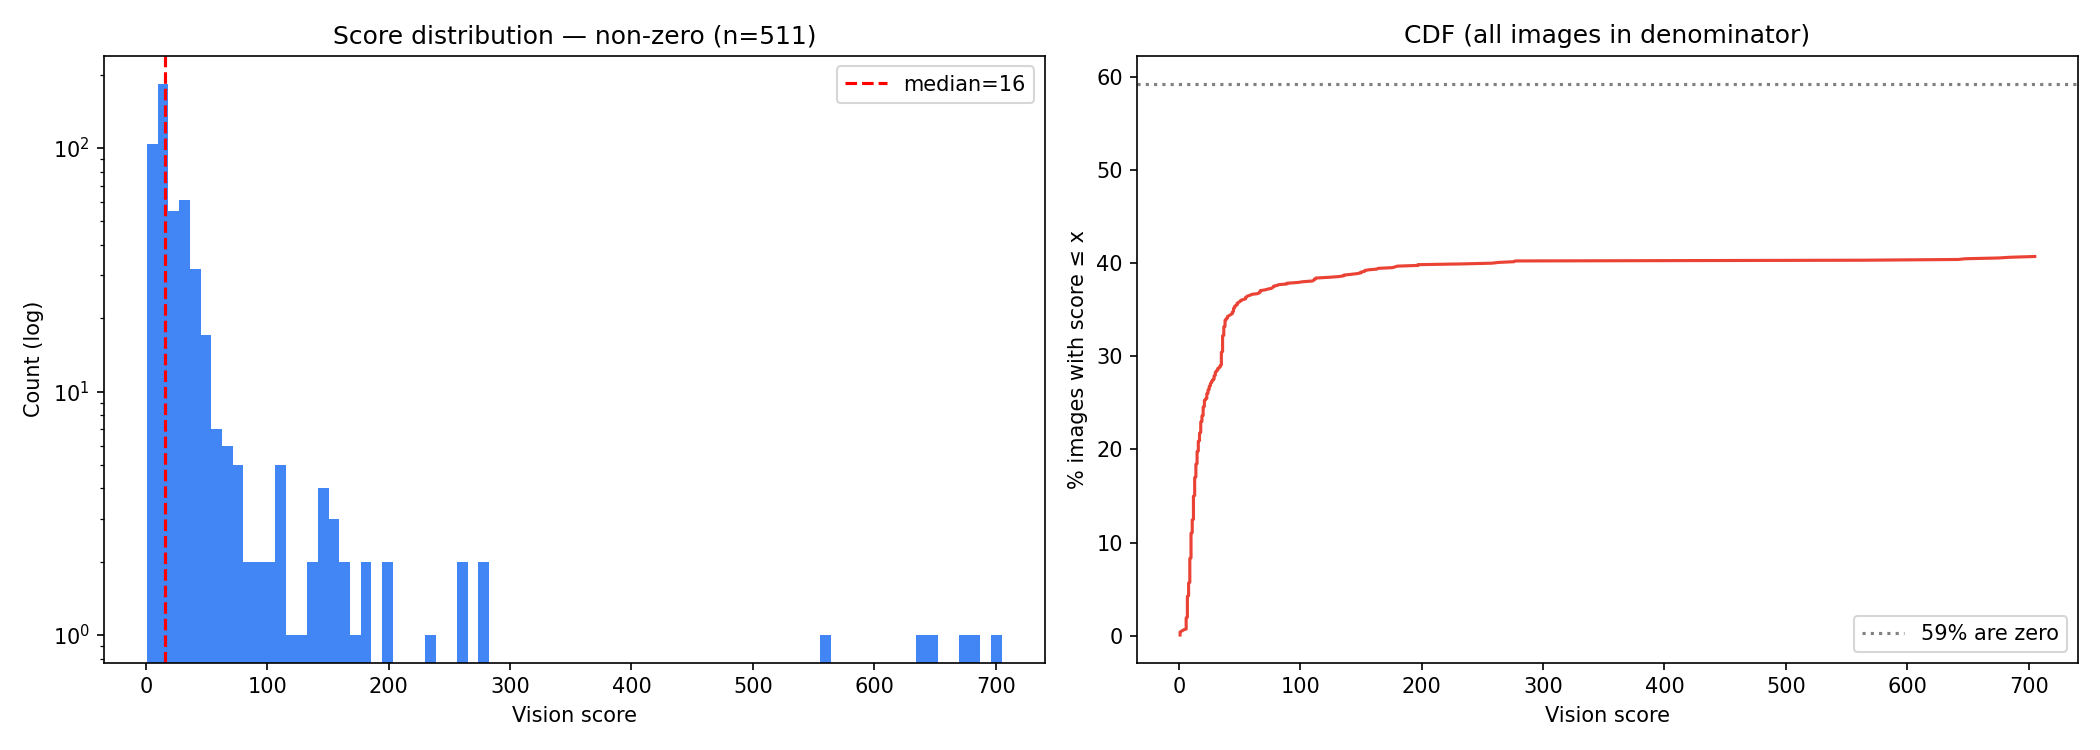 Score distribution — non-zero (n=511)
median=16
Count (log)
10²
10¹
10⁰
0 100 200 300 400 500 600 700
Vision score
CDF (all images in denominator)
% images with score ≤ x
60
50
40
30
20
10
0
59% are zero
0 100 200 300 400 500 600 700
Vision score